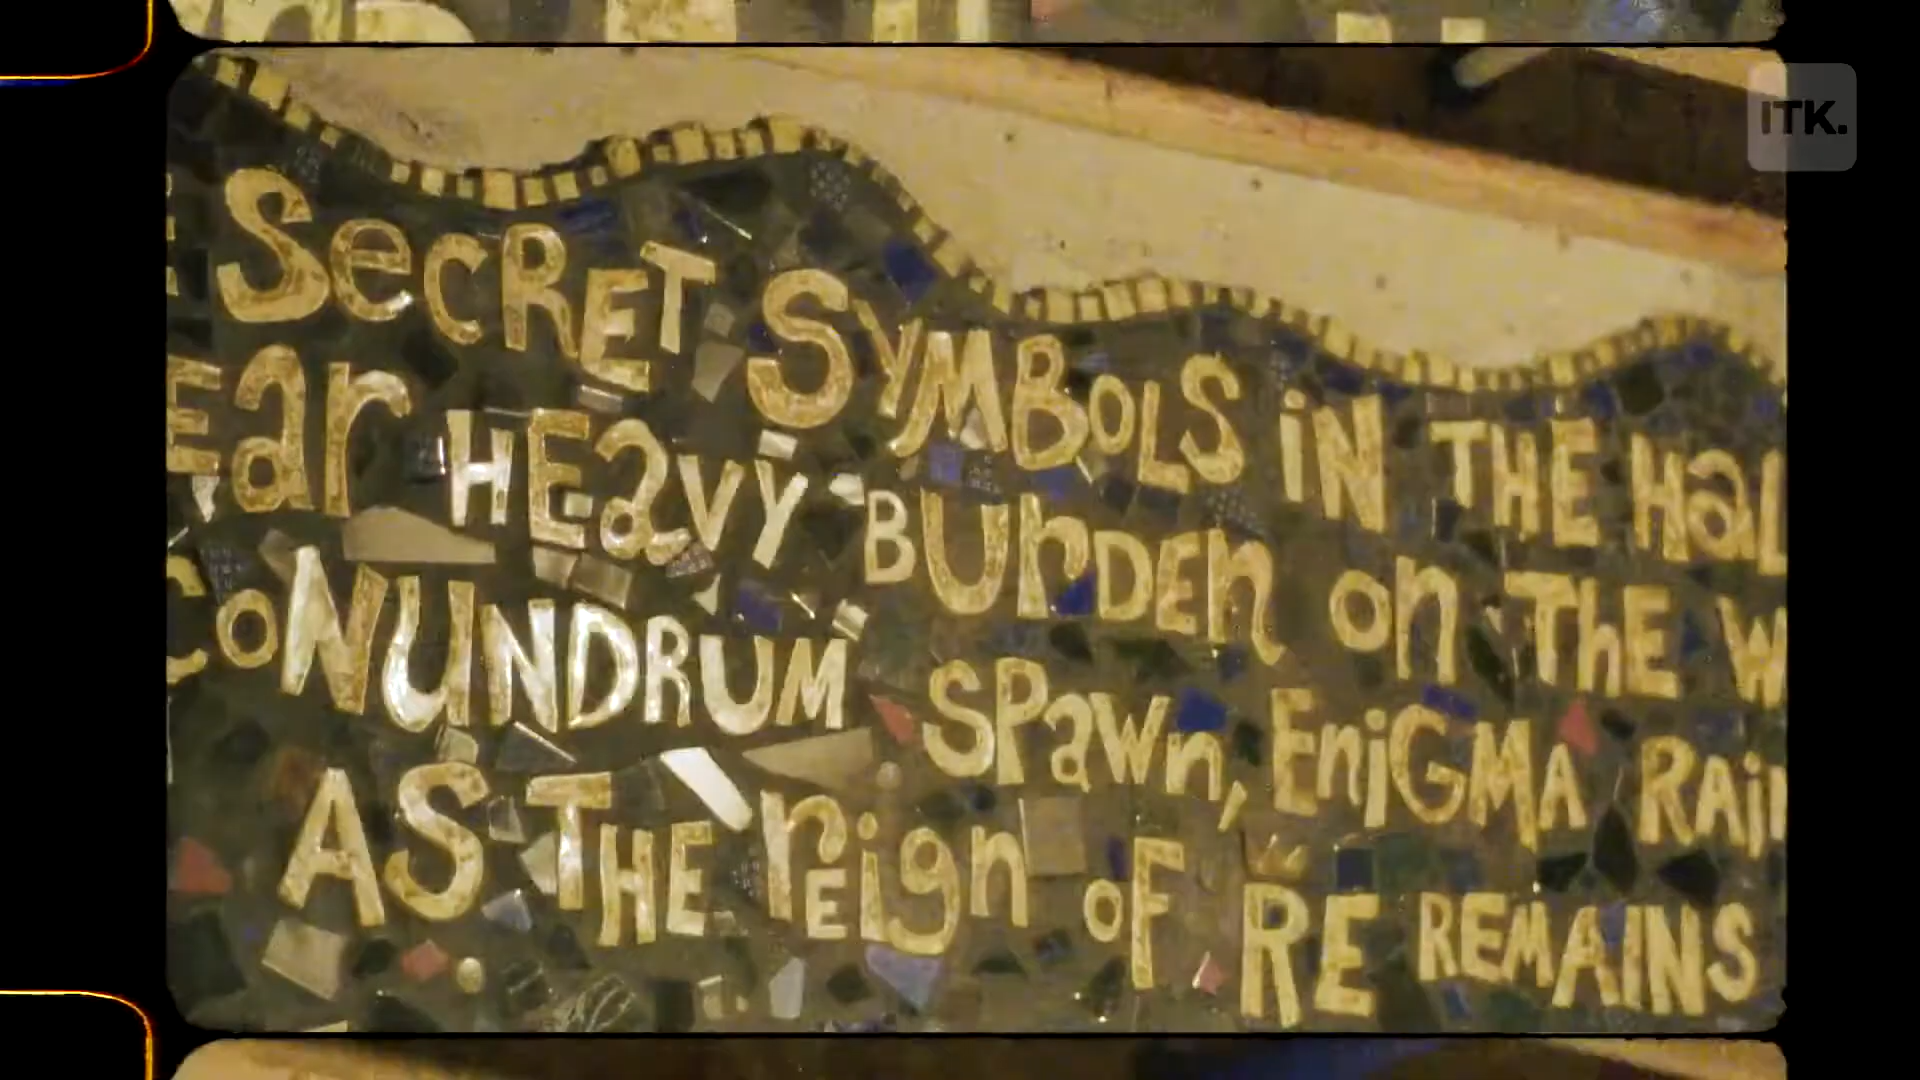 SecRET SYMBOLS iN THE Hal
Ear HEavy BUrDEn on ThE W
CoNUNDRUM SPawn, EniGMA RAi
AS THE rEign oF RE REMAINS
iTK.